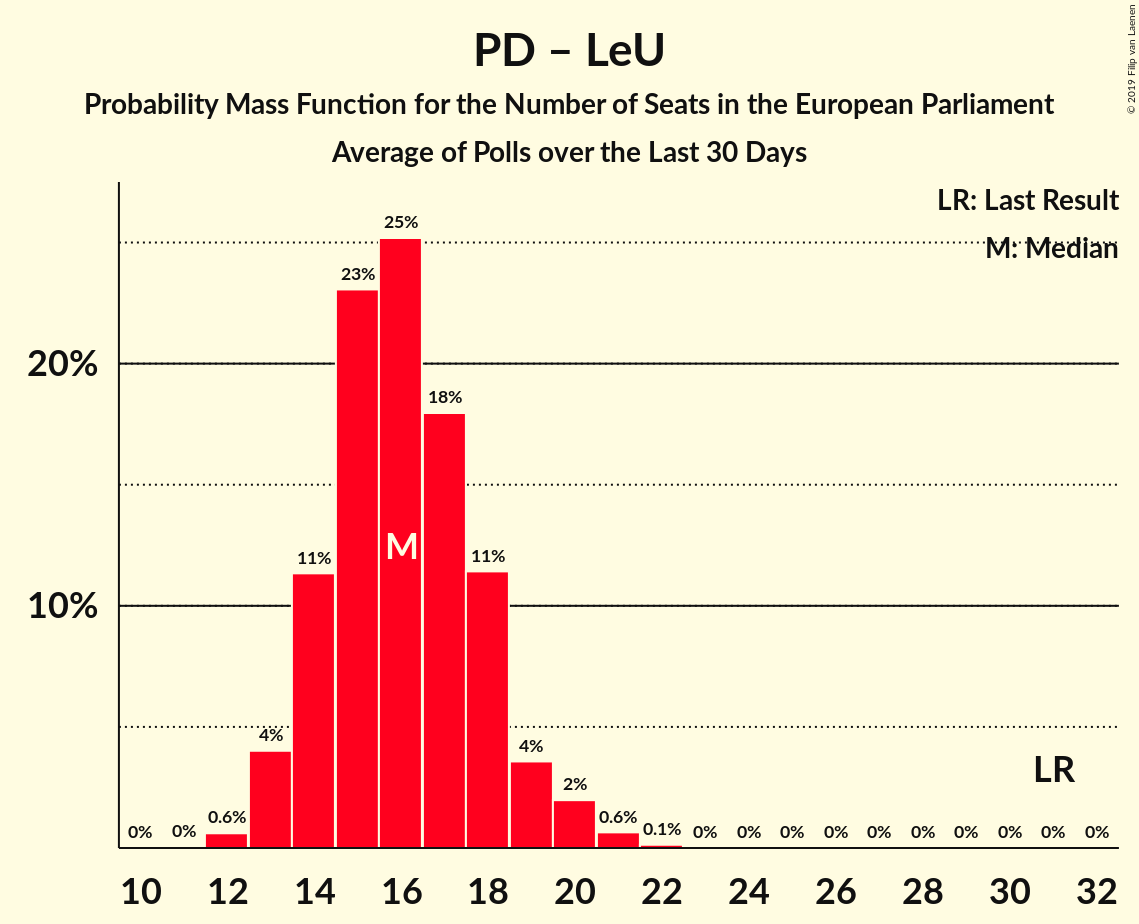 PD – LeU
Probability Mass Function for the Number of Seats in the European Parliament
Average of Polls over the Last 30 Days
© 2019 Filip van Laenen
LR: Last Result
M: Median
25%
23%
20%
18%
M
11%
11%
10%
4%
4%
LR
2%
0% 0% 0.6% 0.6% 0.1% 0% 0% 0% 0% 0% 0% 0% 0% 0% 0%
10 12 14 16 18 20 22 24 26 28 30 32